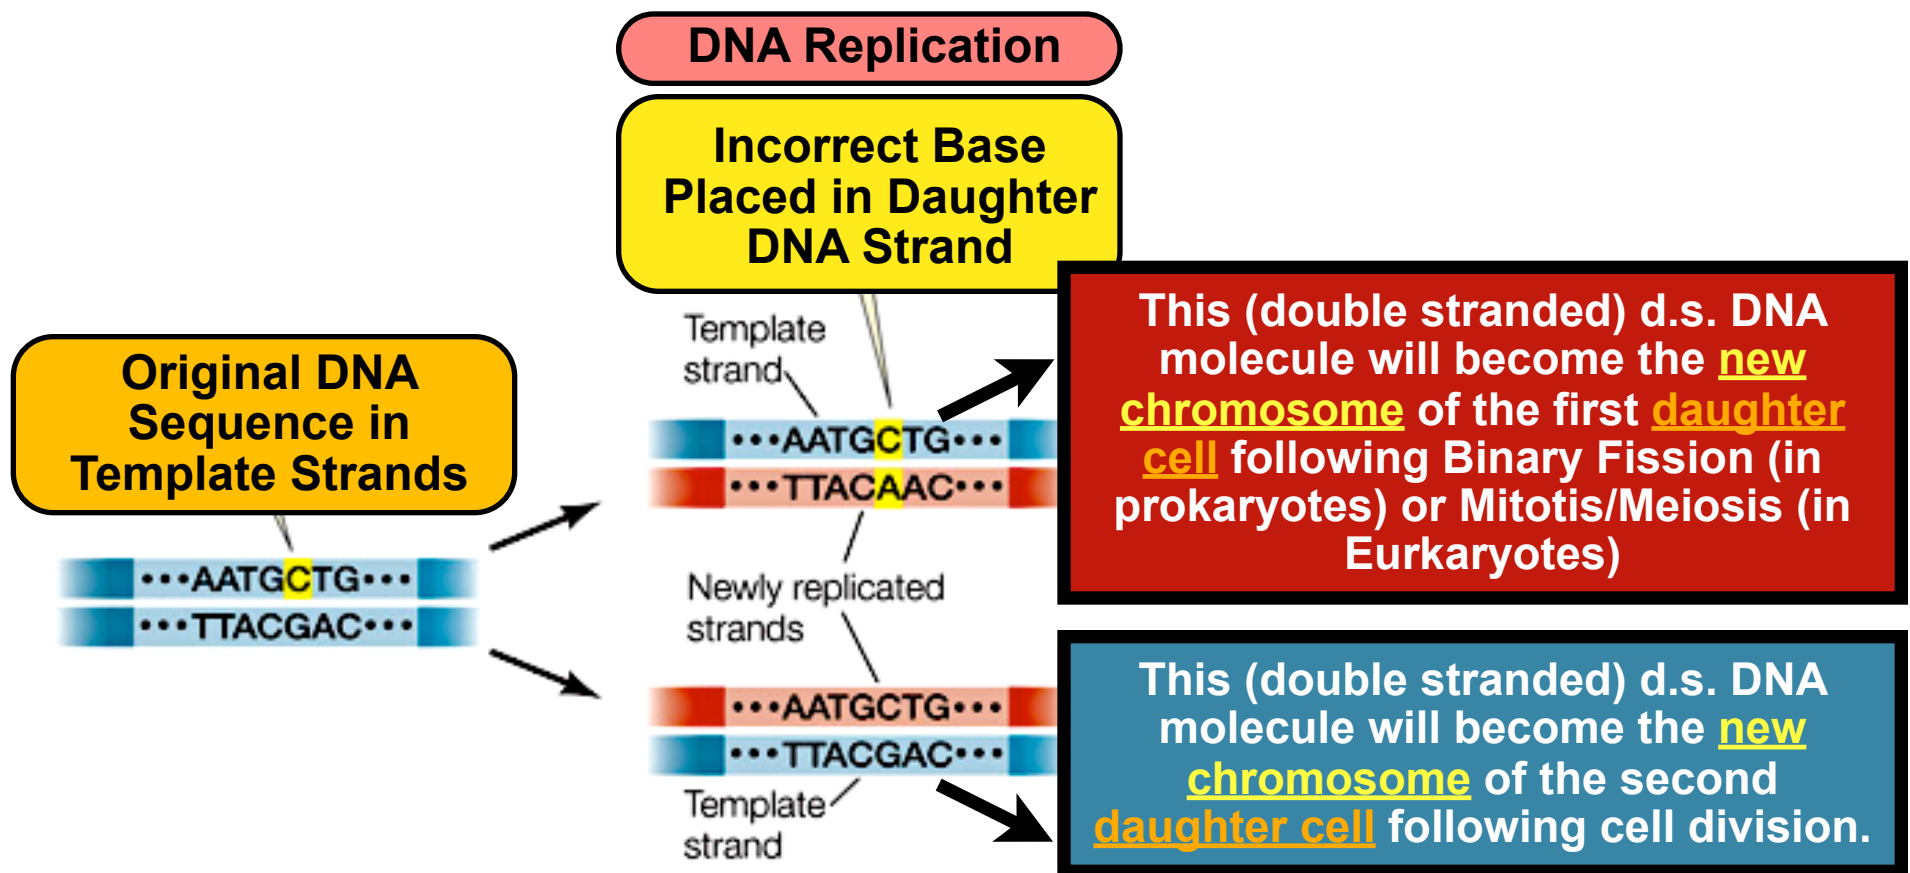 DNA Replication
Incorrect Base
Placed in Daughter
DNA Strand
Original DNA
Sequence in
Template Strands
•••AATGCTG•••
•••TTACGAC•••
Template
strand
•••AATGCTG•••
•••TTACAAC•••
Newly replicated
strands
•••AATGCTG•••
•••TTACGAC•••
Template
strand
This (double stranded) d.s. DNA
molecule will become the new
chromosome of the first daughter
cell following Binary Fission (in
prokaryotes) or Mitotis/Meiosis (in
Eurkaryotes)
This (double stranded) d.s. DNA
molecule will become the new
chromosome of the second
daughter cell following cell division.